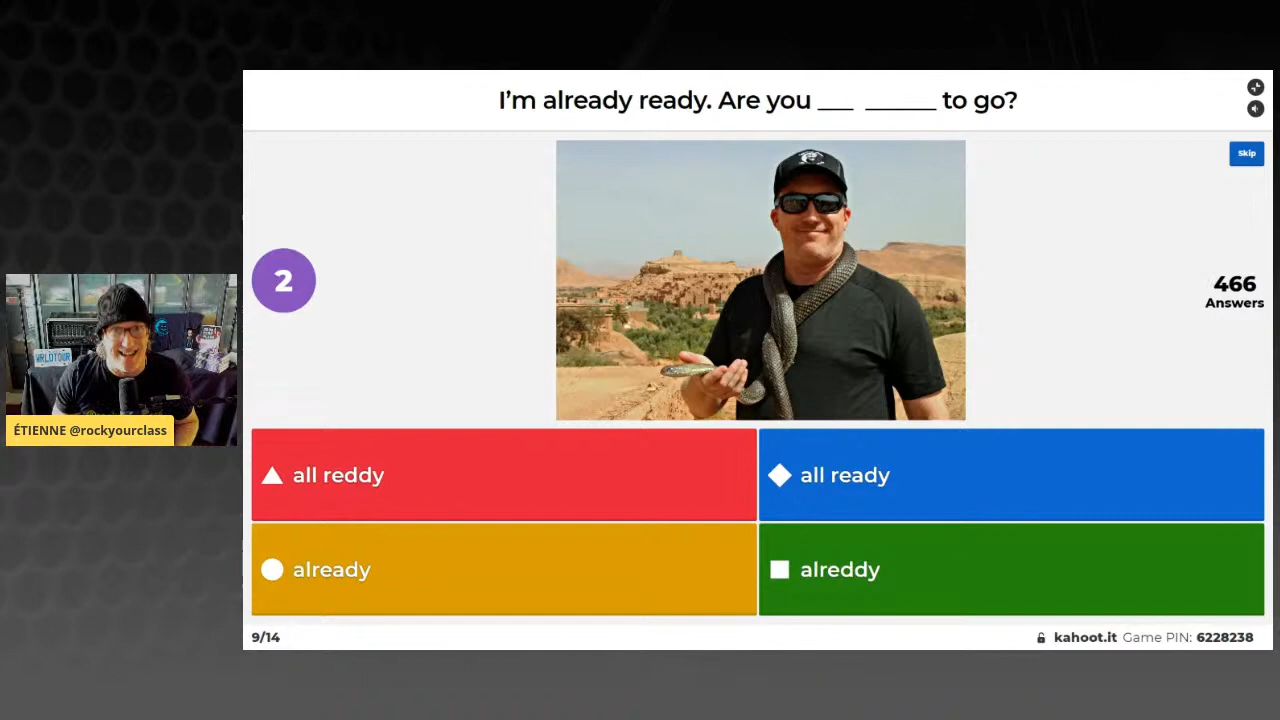 I'm already ready. Are you ___ ______ to go?
Skip
2
466
Answers
WRLDTOUR
ÉTIENNE @rockyourclass
all reddy
all ready
already
alreddy
9/14
kahoot.it Game PIN: 6228238